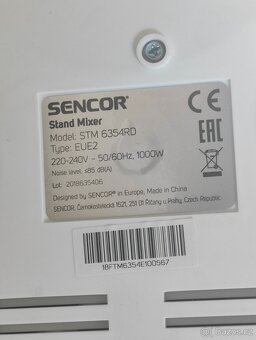 SENCOR®
Stand Mixer
Model: STM 6354RD
Type: EUE2
220-240V ~ 50/60Hz, 1000W
Noise level: ≤85 dB(A)
Lot: 2018635406
Designed by SENCOR® in Europe, Made in China
SENCOR, Černokostelecká 1621, 251 01 Říčany u Prahy, Czech Republic
CE
EAC
18FTM6354E100567